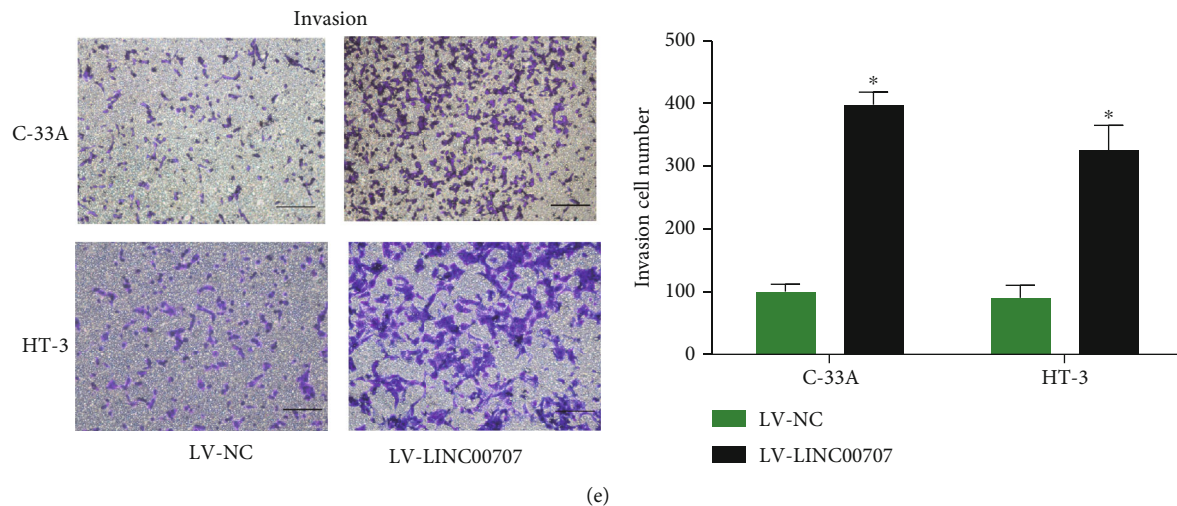 Invasion
C-33A
HT-3
LV-NC
LV-LINC00707
Invasion cell number
500
400
300
200
100
0
*
*
C-33A
HT-3
LV-NC
LV-LINC00707
(e)